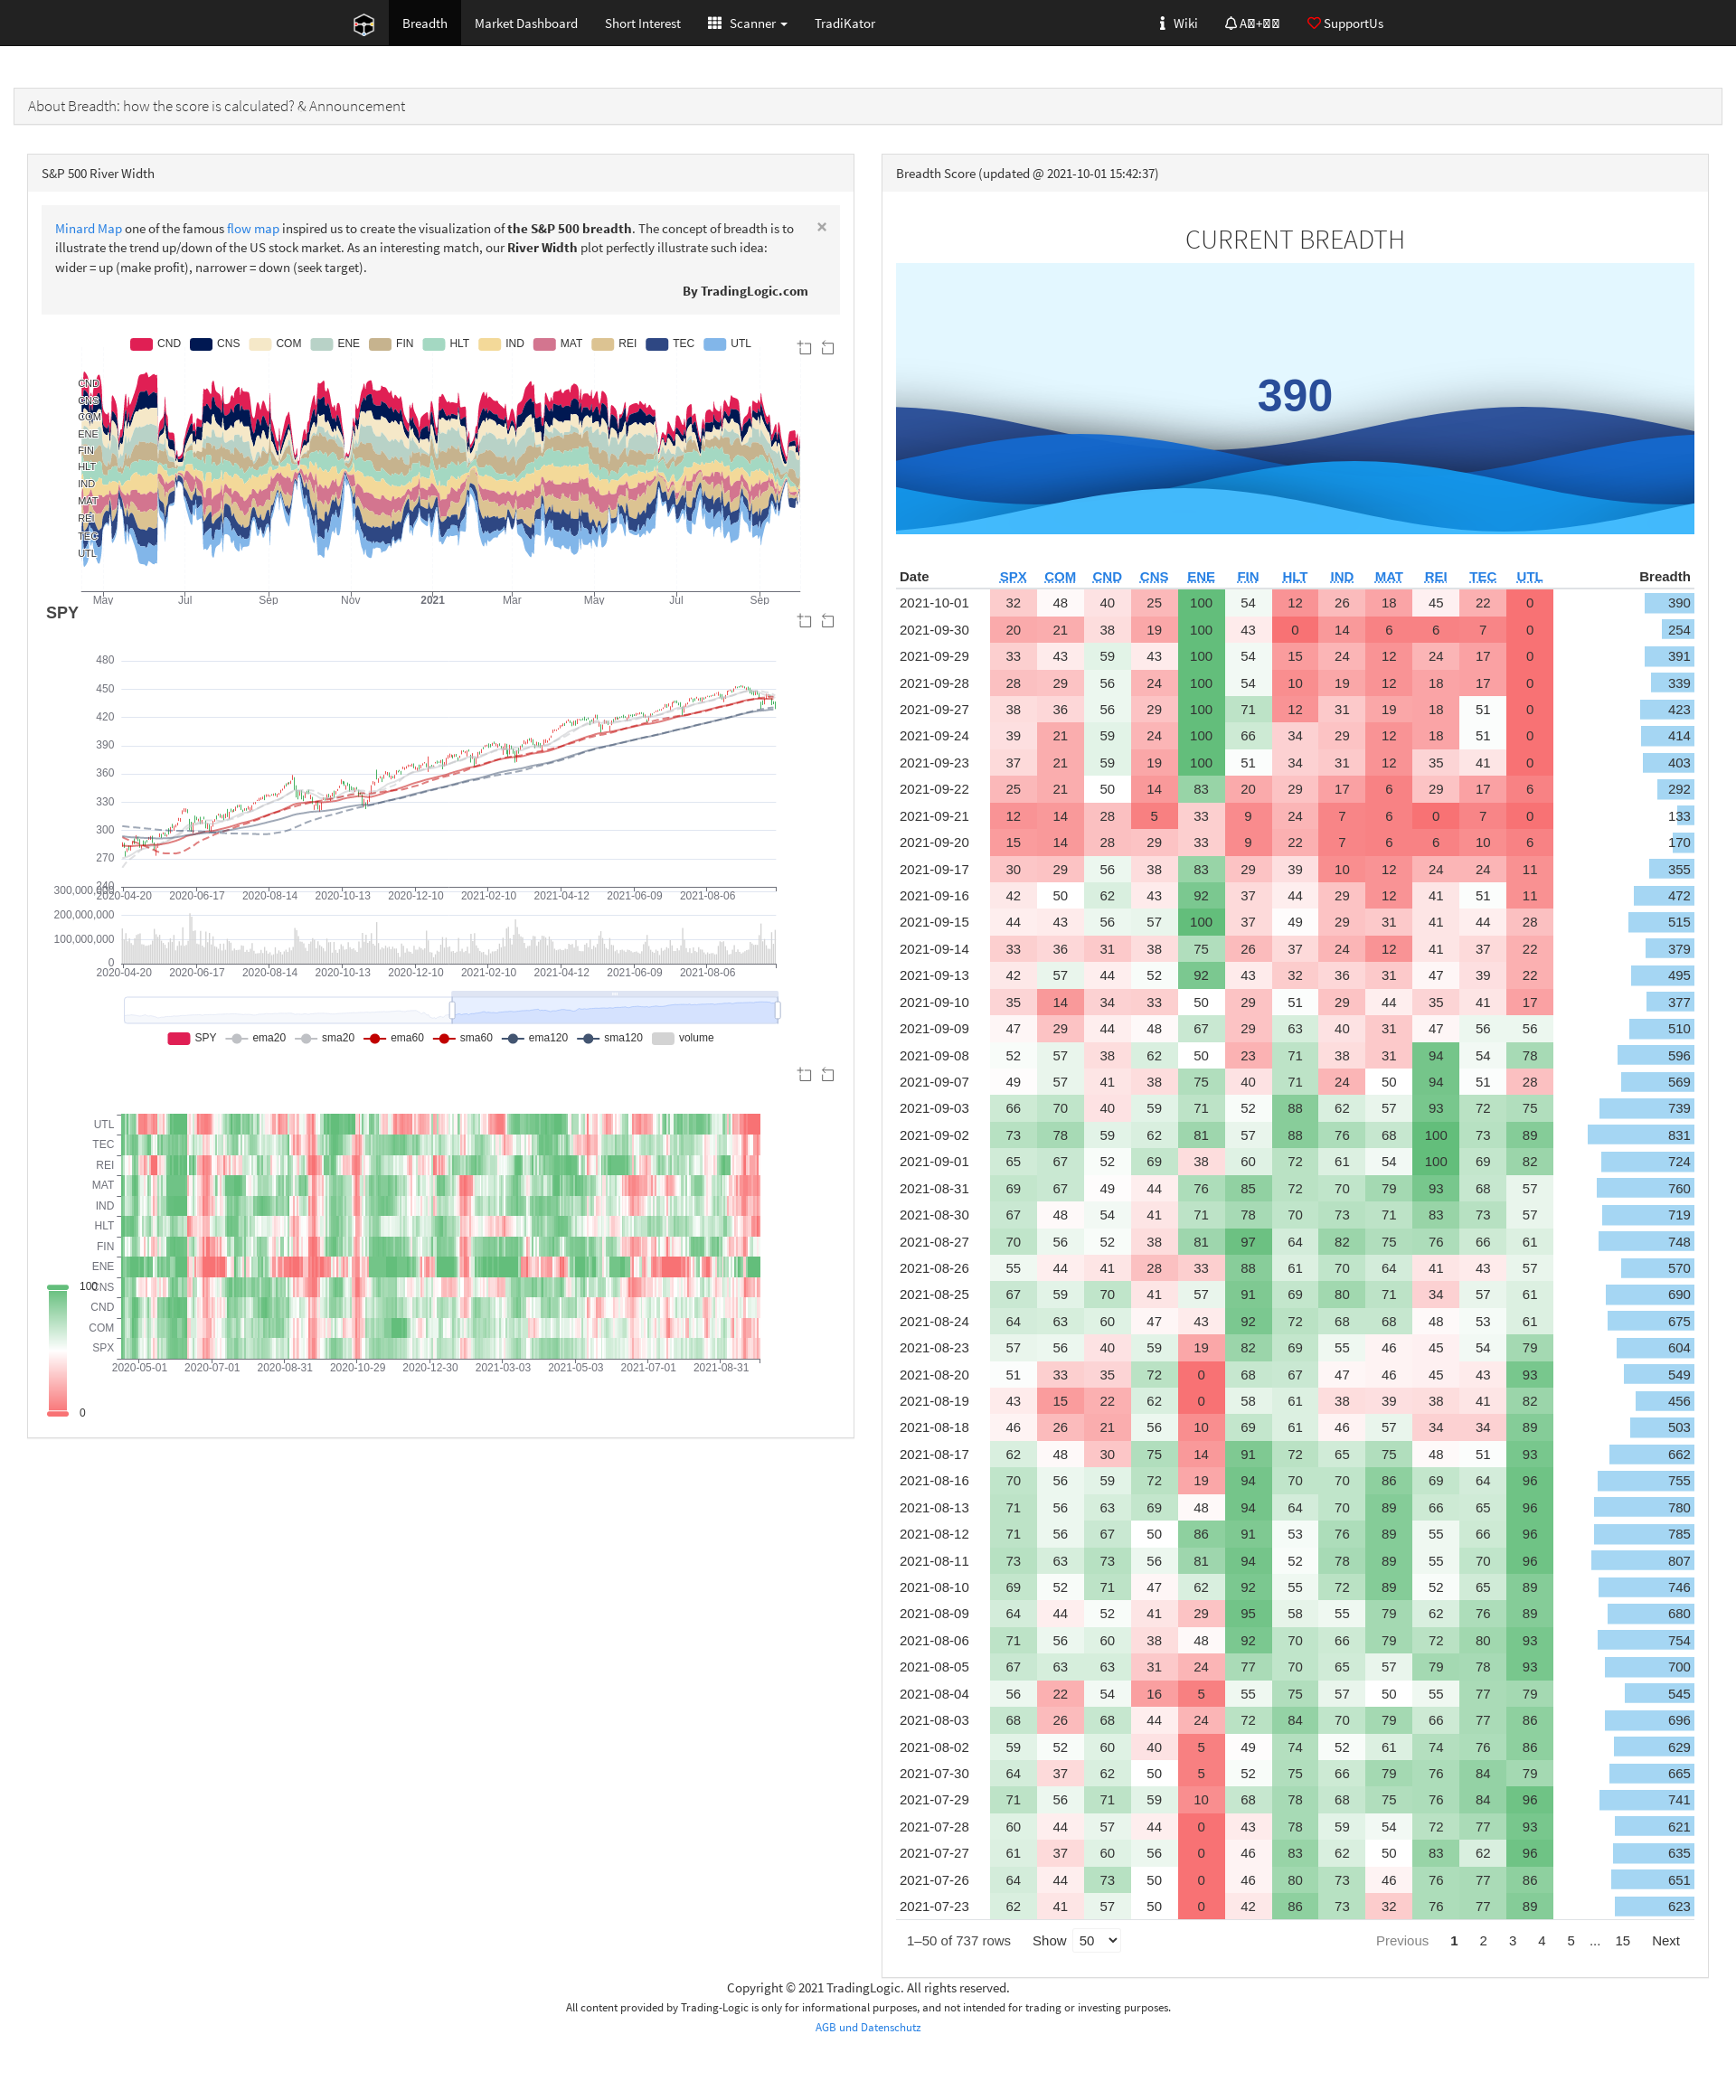 Breadth Market Dashboard Short Interest Scanner TradiKator Wiki SupportUs
About Breadth: how the score is calculated? & Announcement
S&P 500 River Width
Minard Map one of the famous flow map inspired us to create the visualization of the S&P 500 breadth. The concept of breadth is to
illustrate the trend up/down of the US stock market. As an interesting match, our River Width plot perfectly illustrate such idea:
wider = up (make profit), narrower = down (seek target).
×
By TradingLogic.com
CND CNS COM ENE FIN HLT IND MAT REI TEC UTL
CND
CNS
COM
ENE
FIN
HLT
IND
MAT
REI
TEC
UTL
May Jul Sep Nov 2021 Mar May Jul Sep
SPY
480
450
420
390
360
330
300
270
240
2020-04-20 2020-06-17 2020-08-14 2020-10-13 2020-12-10 2021-02-10 2021-04-12 2021-06-09 2021-08-06
300,000,000
200,000,000
100,000,000
0
2020-04-20 2020-06-17 2020-08-14 2020-10-13 2020-12-10 2021-02-10 2021-04-12 2021-06-09 2021-08-06
SPY ema20 sma20 ema60 sma60 ema120 sma120 volume
UTL
TEC
REI
MAT
IND
HLT
FIN
ENE
CNS
CND
COM
SPX
2020-05-01 2020-07-01 2020-08-31 2020-10-29 2020-12-30 2021-03-03 2021-05-03 2021-07-01 2021-08-31
100
0
Breadth Score (updated @ 2021-10-01 15:42:37)
CURRENT BREADTH
390
Date SPX COM CND CNS ENE FIN HLT IND MAT REI TEC UTL Breadth
2021-10-01 32 48 40 25 100 54 12 26 18 45 22 0 390
2021-09-30 20 21 38 19 100 43 0 14 6 6 7 0 254
2021-09-29 33 43 59 43 100 54 15 24 12 24 17 0 391
2021-09-28 28 29 56 24 100 54 10 19 12 18 17 0 339
2021-09-27 38 36 56 29 100 71 12 31 19 18 51 0 423
2021-09-24 39 21 59 24 100 66 34 29 12 18 51 0 414
2021-09-23 37 21 59 19 100 51 34 31 12 35 41 0 403
2021-09-22 25 21 50 14 83 20 29 17 6 29 17 6 292
2021-09-21 12 14 28 5 33 9 24 7 6 0 7 0 133
2021-09-20 15 14 28 29 33 9 22 7 6 6 10 6 170
2021-09-17 30 29 56 38 83 29 39 10 12 24 24 11 355
2021-09-16 42 50 62 43 92 37 44 29 12 41 51 11 472
2021-09-15 44 43 56 57 100 37 49 29 31 41 44 28 515
2021-09-14 33 36 31 38 75 26 37 24 12 41 37 22 379
2021-09-13 42 57 44 52 92 43 32 36 31 47 39 22 495
2021-09-10 35 14 34 33 50 29 51 29 44 35 41 17 377
2021-09-09 47 29 44 48 67 29 63 40 31 47 56 56 510
2021-09-08 52 57 38 62 50 23 71 38 31 94 54 78 596
2021-09-07 49 57 41 38 75 40 71 24 50 94 51 28 569
2021-09-03 66 70 40 59 71 52 88 62 57 93 72 75 739
2021-09-02 73 78 59 62 81 57 88 76 68 100 73 89 831
2021-09-01 65 67 52 69 38 60 72 61 54 100 69 82 724
2021-08-31 69 67 49 44 76 85 72 70 79 93 68 57 760
2021-08-30 67 48 54 41 71 78 70 73 71 83 73 57 719
2021-08-27 70 56 52 38 81 97 64 82 75 76 66 61 748
2021-08-26 55 44 41 28 33 88 61 70 64 41 43 57 570
2021-08-25 67 59 70 41 57 91 69 80 71 34 57 61 690
2021-08-24 64 63 60 47 43 92 72 68 68 48 53 61 675
2021-08-23 57 56 40 59 19 82 69 55 46 45 54 79 604
2021-08-20 51 33 35 72 0 68 67 47 46 45 43 93 549
2021-08-19 43 15 22 62 0 58 61 38 39 38 41 82 456
2021-08-18 46 26 21 56 10 69 61 46 57 34 34 89 503
2021-08-17 62 48 30 75 14 91 72 65 75 48 51 93 662
2021-08-16 70 56 59 72 19 94 70 70 86 69 64 96 755
2021-08-13 71 56 63 69 48 94 64 70 89 66 65 96 780
2021-08-12 71 56 67 50 86 91 53 76 89 55 66 96 785
2021-08-11 73 63 73 56 81 94 52 78 89 55 70 96 807
2021-08-10 69 52 71 47 62 92 55 72 89 52 65 89 746
2021-08-09 64 44 52 41 29 95 58 55 79 62 76 89 680
2021-08-06 71 56 60 38 48 92 70 66 79 72 80 93 754
2021-08-05 67 63 63 31 24 77 70 65 57 79 78 93 700
2021-08-04 56 22 54 16 5 55 75 57 50 55 77 79 545
2021-08-03 68 26 68 44 24 72 84 70 79 66 77 86 696
2021-08-02 59 52 60 40 5 49 74 52 61 74 76 86 629
2021-07-30 64 37 62 50 5 52 75 66 79 76 84 79 665
2021-07-29 71 56 71 59 10 68 78 68 75 76 84 96 741
2021-07-28 60 44 57 44 0 43 78 59 54 72 77 93 621
2021-07-27 61 37 60 56 0 46 83 62 50 83 62 96 635
2021-07-26 64 44 73 50 0 46 80 73 46 76 77 86 651
2021-07-23 62 41 57 50 0 42 86 73 32 76 77 89 623
1–50 of 737 rows Show 50 Previous 1 2 3 4 5 ... 15 Next
Copyright © 2021 TradingLogic. All rights reserved.
All content provided by Trading-Logic is only for informational purposes, and not intended for trading or investing purposes.
AGB und Datenschutz